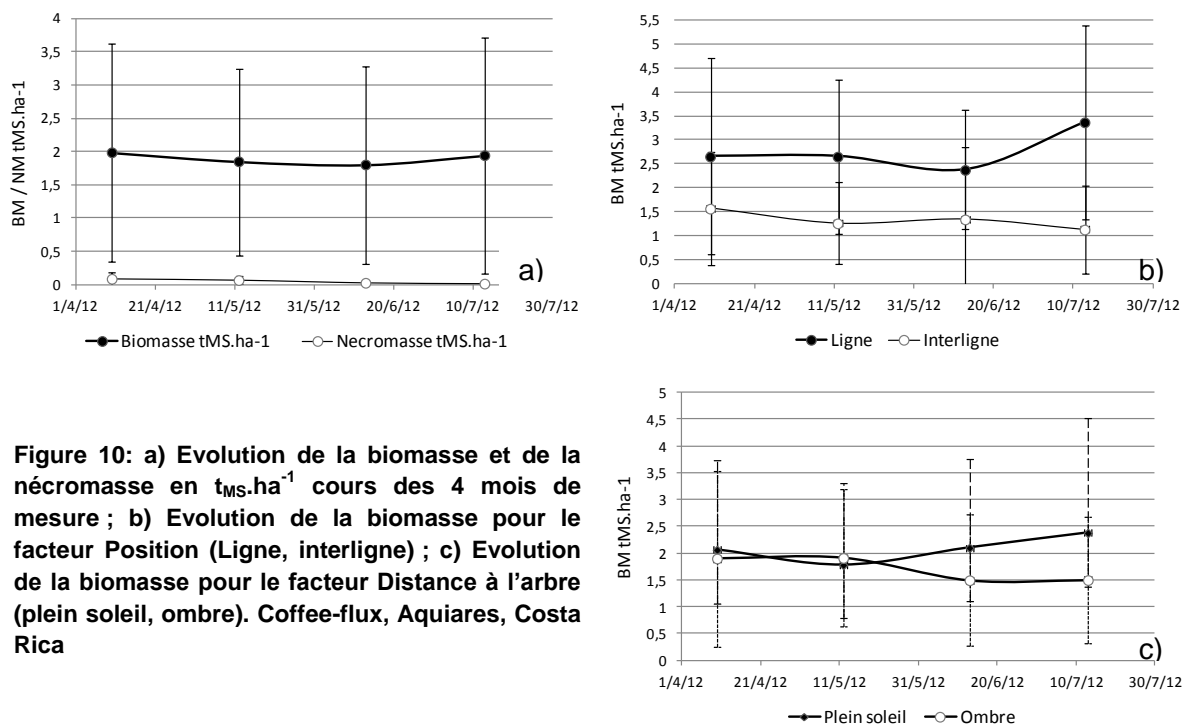 4
3,5
3
2,5
2
1,5
1
0,5
0
BM / NM tMS.ha-1
1/4/12 21/4/12 11/5/12 31/5/12 20/6/12 10/7/12 30/7/12
a)
Biomasse tMS.ha-1 Necromasse tMS.ha-1
5,5
5
4,5
4
3,5
3
2,5
2
1,5
1
0,5
0
BM tMS.ha-1
1/4/12 21/4/12 11/5/12 31/5/12 20/6/12 10/7/12 30/7/12
b)
Ligne Interligne
Figure 10: a) Evolution de la biomasse et de la
nécromasse en tMS.ha-1 cours des 4 mois de
mesure ; b) Evolution de la biomasse pour le
facteur Position (Ligne, interligne) ; c) Evolution
de la biomasse pour le facteur Distance à l'arbre
(plein soleil, ombre). Coffee-flux, Aquiares, Costa
Rica
5
4,5
4
3,5
3
2,5
2
1,5
1
0,5
0
BM tMS.ha-1
1/4/12 21/4/12 11/5/12 31/5/12 20/6/12 10/7/12 30/7/12
c)
Plein soleil Ombre